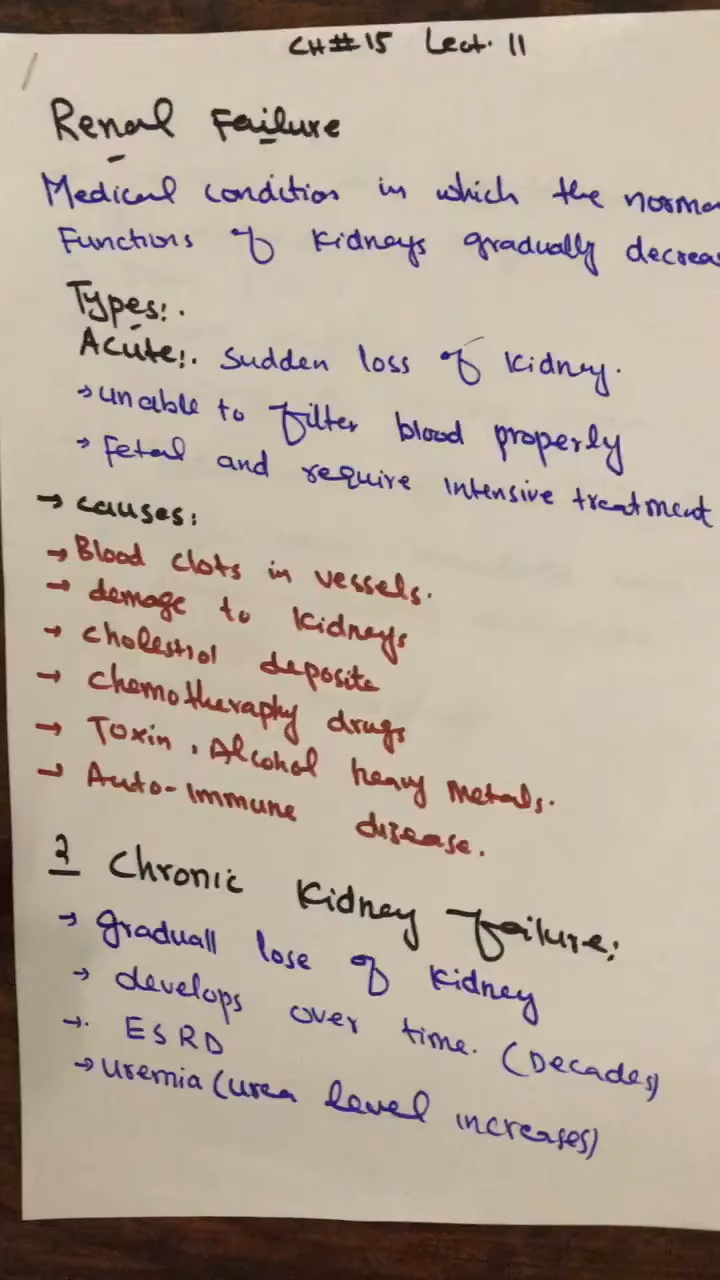 CH#15 Lect. 11
Renal Failure
Medical condition in which the norma
Functions of Kidneys gradually decrea
Types:.
Acute:. Sudden loss of Kidney.
→ unable to filter blood properly
→ Fetal and require intensive treatment
→ causes:
→ Blood clots in vessels.
→ demage to Kidneys
→ cholestrol deposite
→ chemotheraphy drugs
→ Toxin, Alcohol heavy metals.
→ Auto-Immune disease.
2 Chronic Kidney failure:
→ graduall lose of Kidney
→ develops over time. (Decades)
→. ESRD
→ uremia (urea level increases)